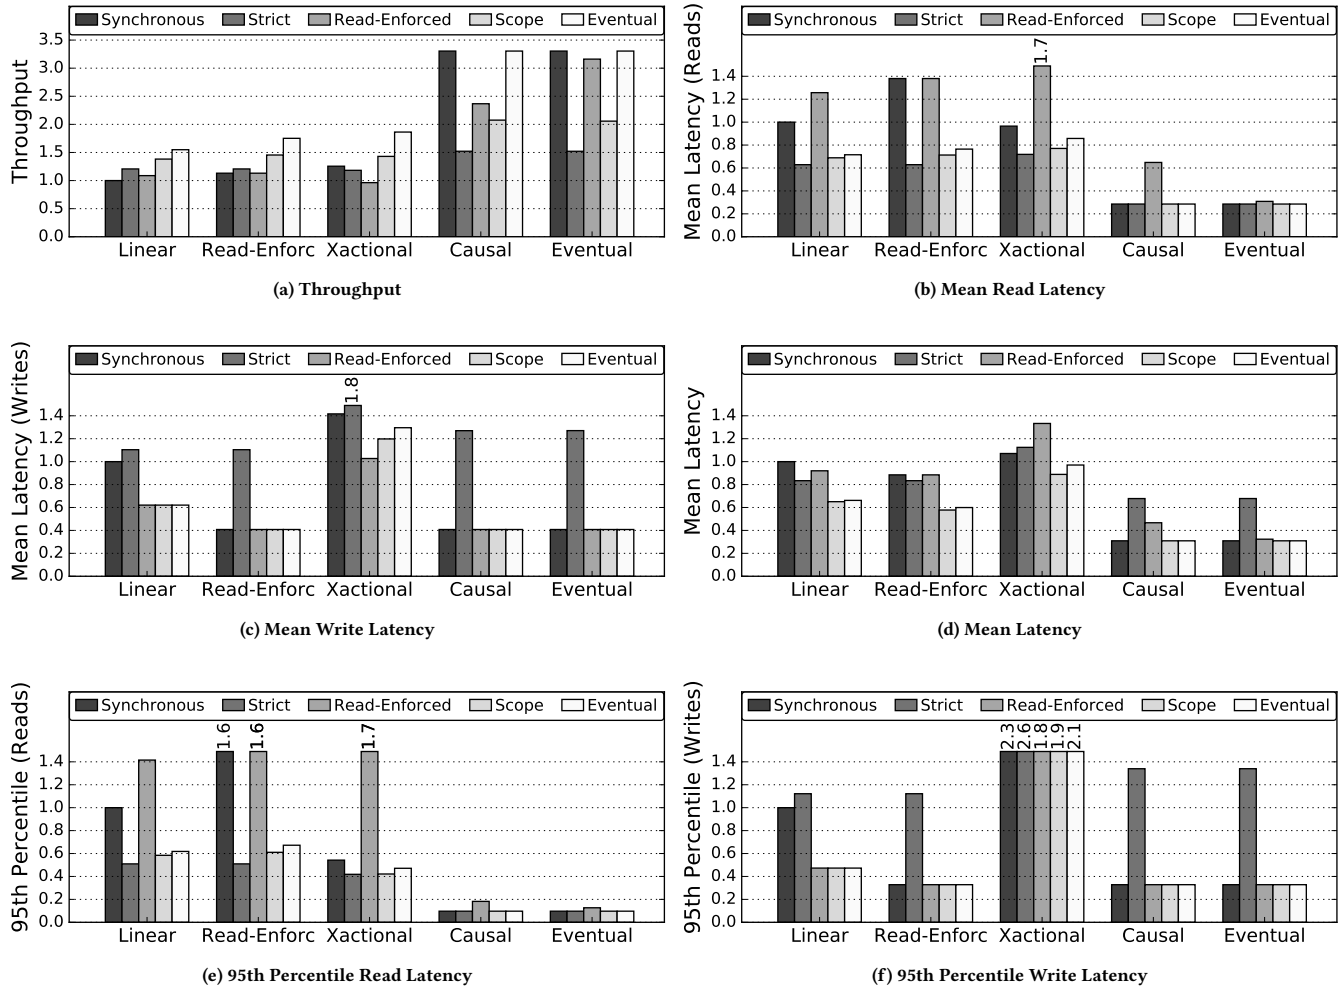 Synchronous Strict Read-Enforced Scope Eventual
Throughput
3.5
3.0
2.5
2.0
1.5
1.0
0.5
0.0
Linear Read-Enforc Xactional Causal Eventual
(a) Throughput
Synchronous Strict Read-Enforced Scope Eventual
Mean Latency (Reads)
1.7
1.4
1.2
1.0
0.8
0.6
0.4
0.2
0.0
Linear Read-Enforc Xactional Causal Eventual
(b) Mean Read Latency
Synchronous Strict Read-Enforced Scope Eventual
Mean Latency (Writes)
1.8
1.4
1.2
1.0
0.8
0.6
0.4
0.2
0.0
Linear Read-Enforc Xactional Causal Eventual
(c) Mean Write Latency
Synchronous Strict Read-Enforced Scope Eventual
Mean Latency
1.4
1.2
1.0
0.8
0.6
0.4
0.2
0.0
Linear Read-Enforc Xactional Causal Eventual
(d) Mean Latency
Synchronous Strict Read-Enforced Scope Eventual
95th Percentile (Reads)
1.6 1.6 1.7
1.4
1.2
1.0
0.8
0.6
0.4
0.2
0.0
Linear Read-Enforc Xactional Causal Eventual
(e) 95th Percentile Read Latency
Synchronous Strict Read-Enforced Scope Eventual
95th Percentile (Writes)
2.3 2.6 1.8 1.9 2.1
1.4
1.2
1.0
0.8
0.6
0.4
0.2
0.0
Linear Read-Enforc Xactional Causal Eventual
(f) 95th Percentile Write Latency